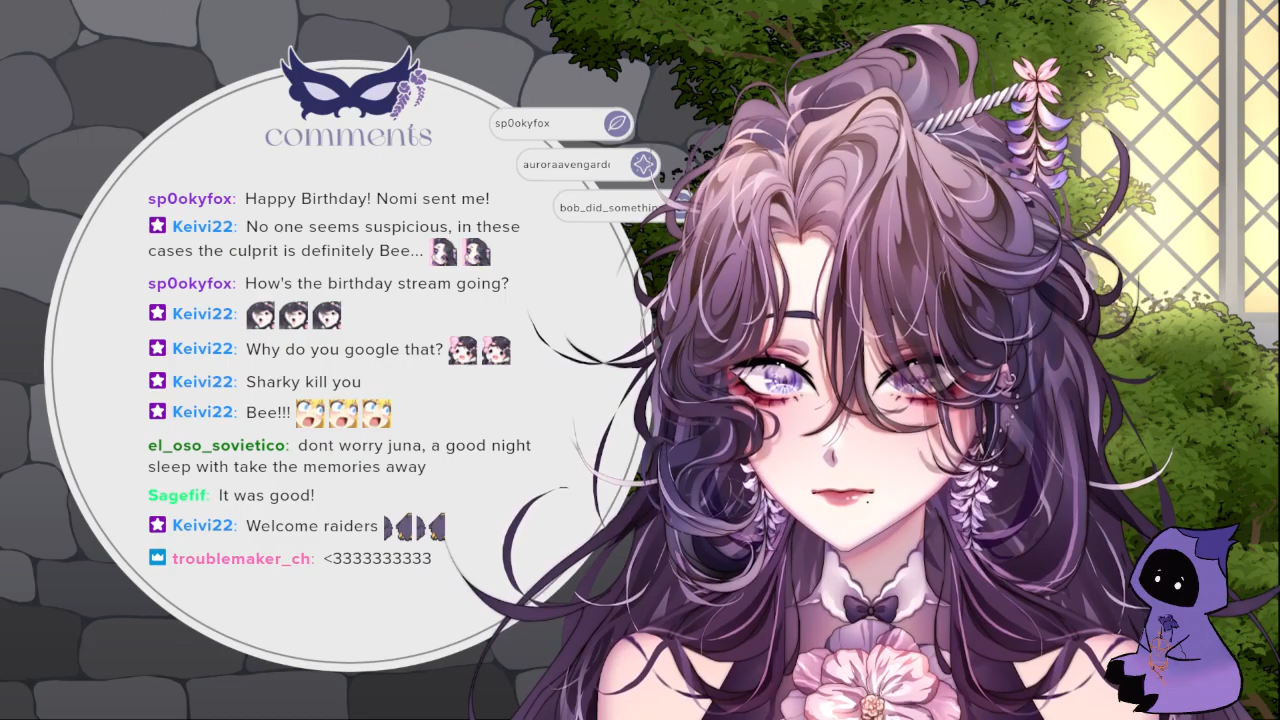 comments
sp0okyfox
auroraavengard
bob_did_somethin
sp0okyfox: Happy Birthday! Nomi sent me!
Keivi22: No one seems suspicious, in these
cases the culprit is definitely Bee...
sp0okyfox: How's the birthday stream going?
Keivi22:
Keivi22: Why do you google that?
Keivi22: Sharky kill you
Keivi22: Bee!!!
el_oso_sovietico: dont worry juna, a good night
sleep with take the memories away
Sagefif: It was good!
Keivi22: Welcome raiders
troublemaker_ch: <3333333333